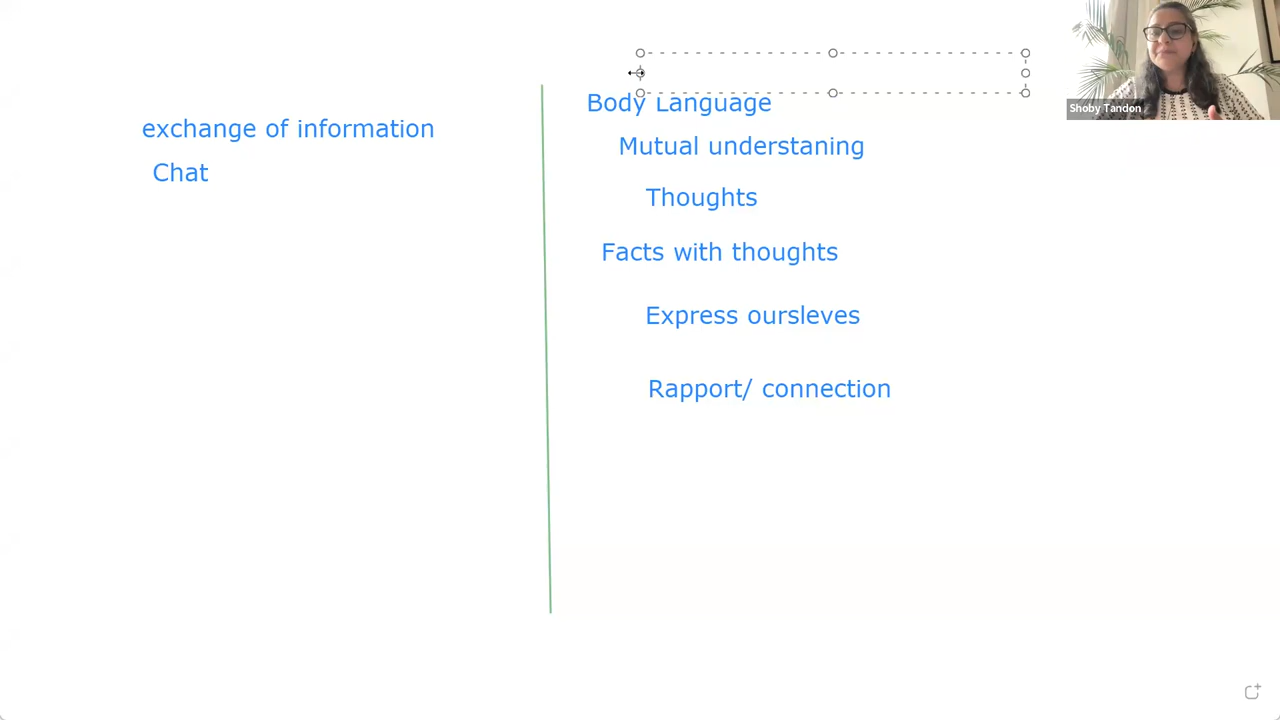 exchange of information
Chat
Body Language
Mutual understaning
Thoughts
Facts with thoughts
Express oursleves
Rapport/ connection
Shoby Tandon